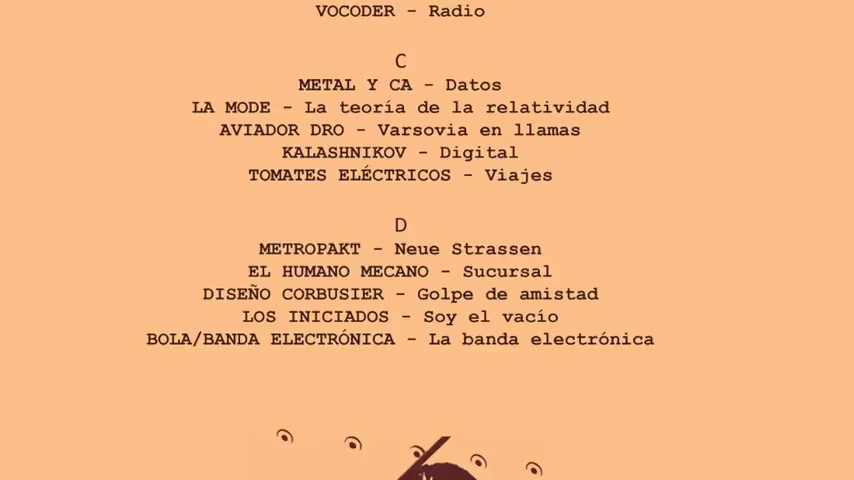 VOCODER - Radio
C
METAL Y CA - Datos
LA MODE - La teoría de la relatividad
AVIADOR DRO - Varsovia en llamas
KALASHNIKOV - Digital
TOMATES ELÉCTRICOS - Viajes
D
METROPAKT - Neue Strassen
EL HUMANO MECANO - Sucursal
DISEÑO CORBUSIER - Golpe de amistad
LOS INICIADOS - Soy el vacío
BOLA/BANDA ELECTRÓNICA - La banda electrónica